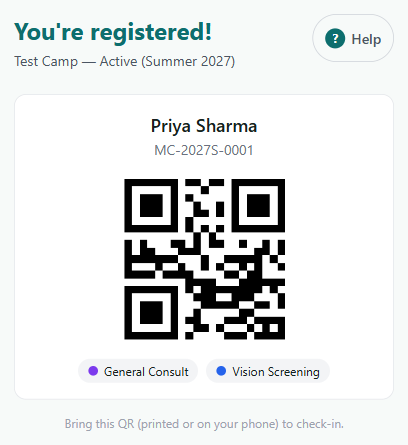 You're registered!
? Help
Test Camp — Active (Summer 2027)
Priya Sharma
MC-2027S-0001
General Consult
Vision Screening
Bring this QR (printed or on your phone) to check-in.